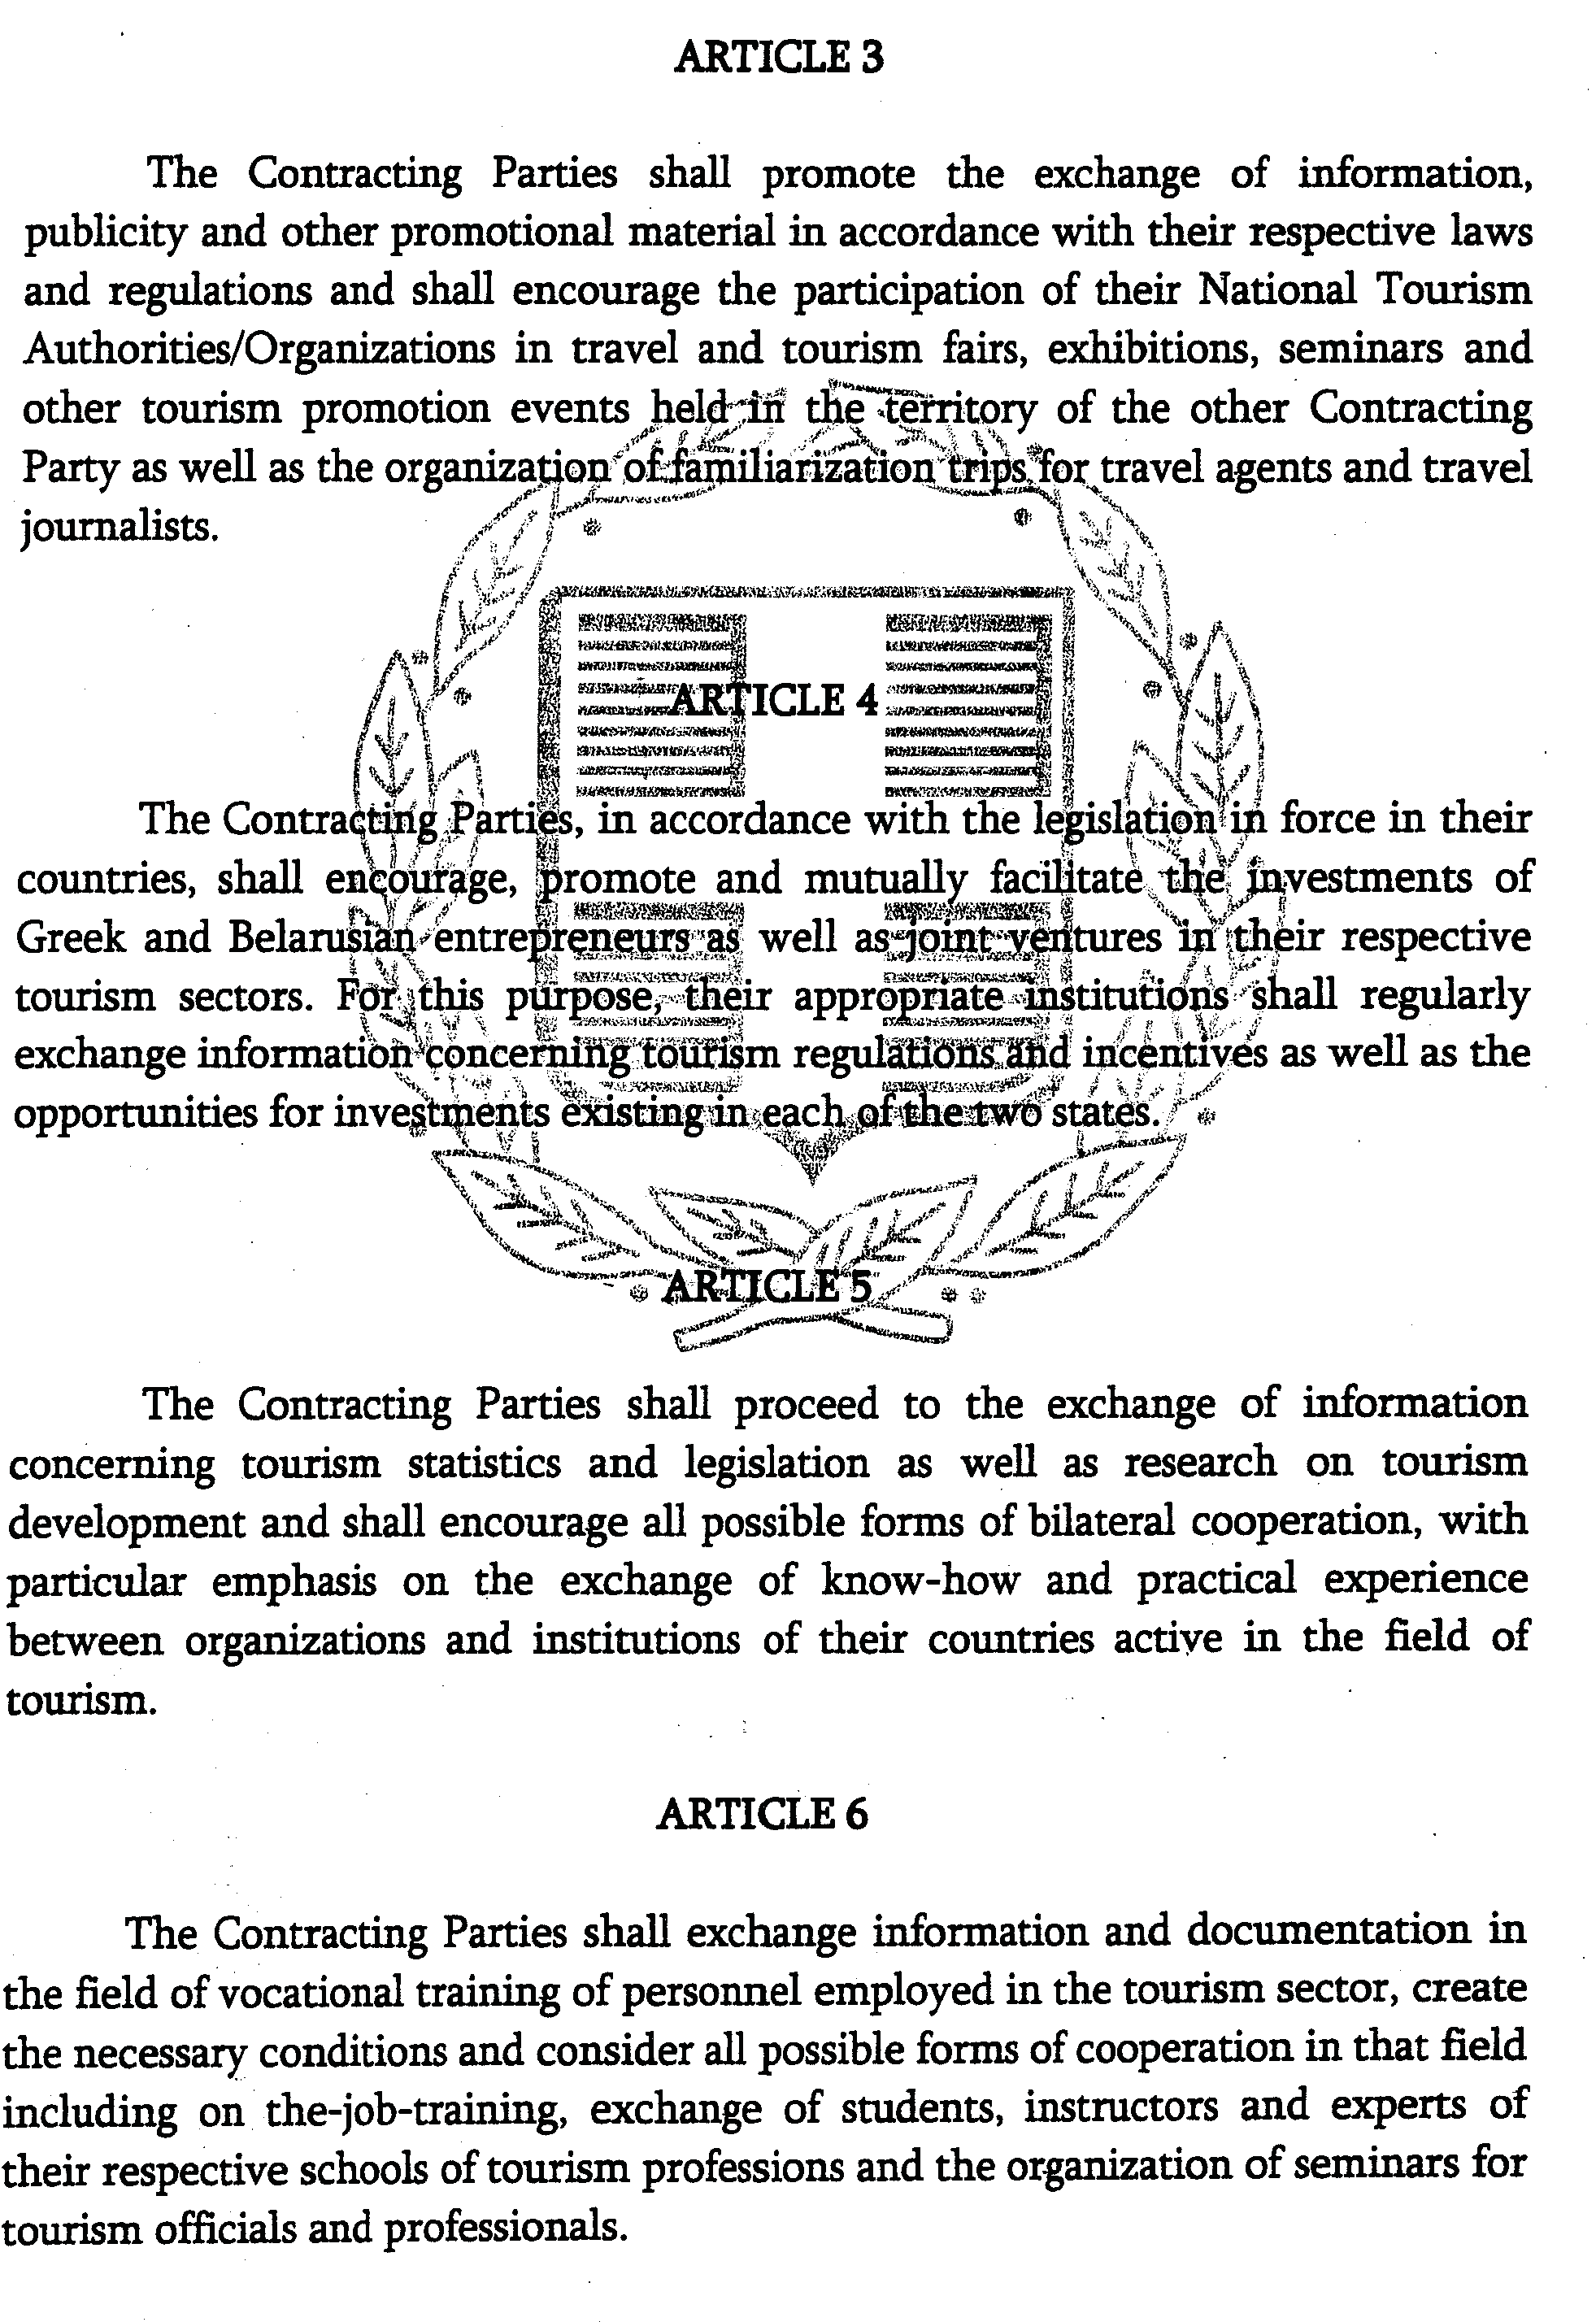 ARTICLE 3
The Contracting Parties shall promote the exchange of information,
publicity and other promotional material in accordance with their respective laws
and regulations and shall encourage the participation of their National Tourism
Authorities/Organizations in travel and tourism fairs, exhibitions, seminars and
other tourism promotion events held in the territory of the other Contracting
Party as well as the organization of familiarization trips for travel agents and travel
journalists.
ARTICLE 4
The Contracting Parties, in accordance with the legislation in force in their
countries, shall encourage, promote and mutually facilitate the investments of
Greek and Belarusian entrepreneurs as well as joint ventures in their respective
tourism sectors. For this purpose, their appropriate institutions shall regularly
exchange information concerning tourism regulations and incentives as well as the
opportunities for investments existing in each of the two states.
ARTICLE 5
The Contracting Parties shall proceed to the exchange of information
concerning tourism statistics and legislation as well as research on tourism
development and shall encourage all possible forms of bilateral cooperation, with
particular emphasis on the exchange of know-how and practical experience
between organizations and institutions of their countries active in the field of
tourism.
ARTICLE 6
The Contracting Parties shall exchange information and documentation in
the field of vocational training of personnel employed in the tourism sector, create
the necessary conditions and consider all possible forms of cooperation in that field
including on the-job-training, exchange of students, instructors and experts of
their respective schools of tourism professions and the organization of seminars for
tourism officials and professionals.